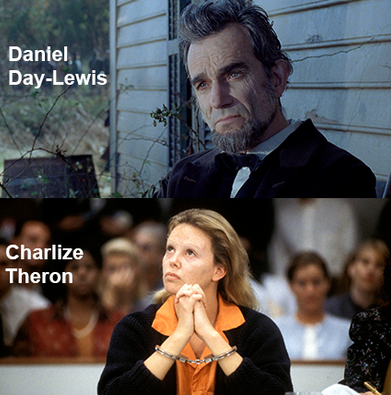 Daniel
Day-Lewis
Charlize
Theron